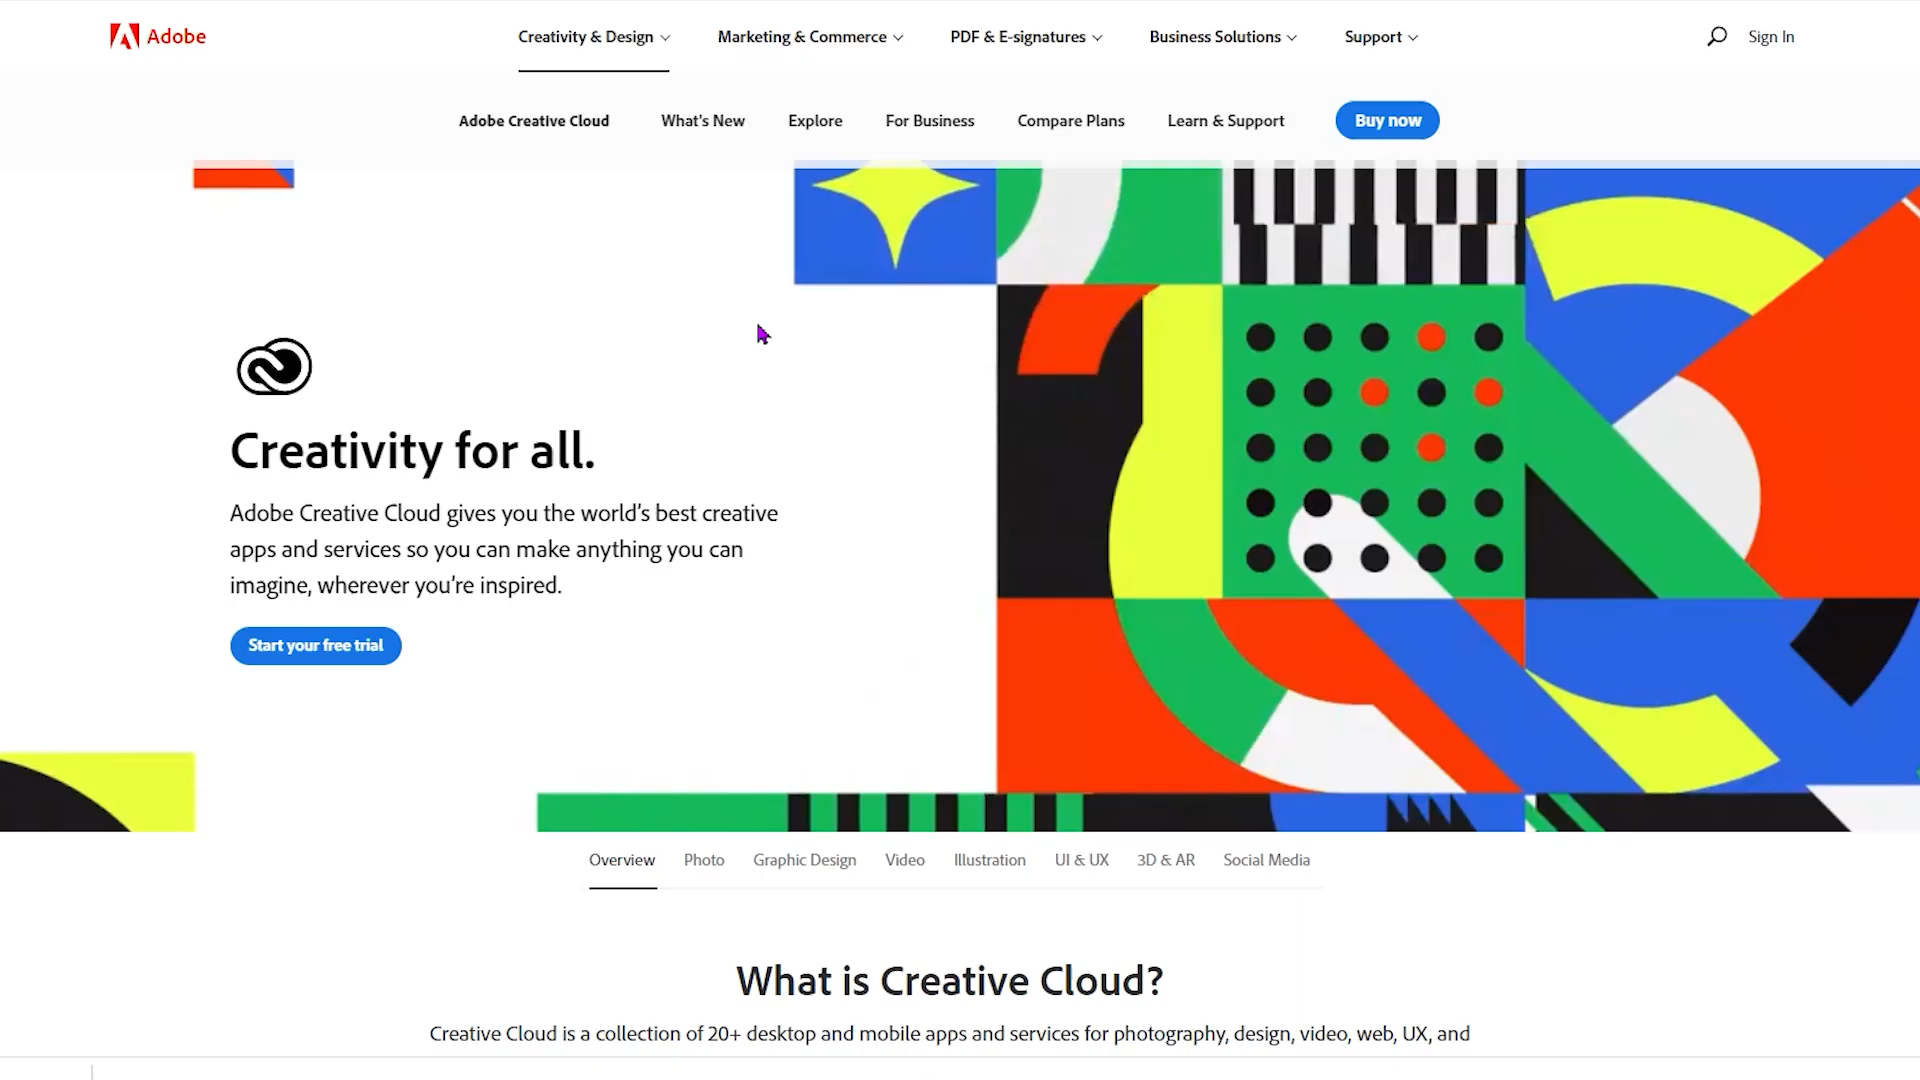 Adobe
Creativity & Design
Marketing & Commerce
PDF & E-signatures
Business Solutions
Support
Sign In
Adobe Creative Cloud
What's New
Explore
For Business
Compare Plans
Learn & Support
Buy now
Creativity for all.
Adobe Creative Cloud gives you the world’s best creative
apps and services so you can make anything you can
imagine, wherever you’re inspired.
Start your free trial
Overview
Photo
Graphic Design
Video
Illustration
UI & UX
3D & AR
Social Media
What is Creative Cloud?
Creative Cloud is a collection of 20+ desktop and mobile apps and services for photography, design, video, web, UX, and